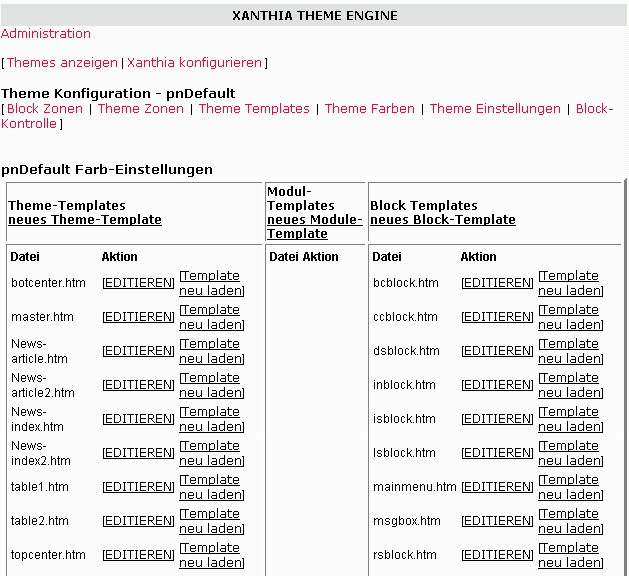 XANTHIA THEME ENGINE
Administration
[Themes anzeigen|Xanthia konfigurieren]
Theme Konfiguration - pnDefault
[Block Zonen | Theme Zonen | Theme Templates | Theme Farben | Theme Einstellungen | Block-
Kontrolle]
pnDefault Farb-Einstellungen
Theme-Templates
neues Theme-Template
Modul-
Templates
neues Module-
Template
Block Templates
neues Block-Template
Datei Aktion
Datei Aktion
Datei Aktion
botcenter.htm [EDITIEREN] [Template
neu laden]
master.htm [EDITIEREN] [Template
neu laden]
News-
article.htm [EDITIEREN] [Template
neu laden]
News-
article2.htm [EDITIEREN] [Template
neu laden]
News-
index.htm [EDITIEREN] [Template
neu laden]
News-
index2.htm [EDITIEREN] [Template
neu laden]
table1.htm [EDITIEREN] [Template
neu laden]
table2.htm [EDITIEREN] [Template
neu laden]
topcenter.htm [EDITIEREN] [Template
neu laden]
bcblock.htm [EDITIEREN] [Template
neu laden]
ccblock.htm [EDITIEREN] [Template
neu laden]
dsblock.htm [EDITIEREN] [Template
neu laden]
inblock.htm [EDITIEREN] [Template
neu laden]
isblock.htm [EDITIEREN] [Template
neu laden]
lsblock.htm [EDITIEREN] [Template
neu laden]
mainmenu.htm [EDITIEREN] [Template
neu laden]
msgbox.htm [EDITIEREN] [Template
neu laden]
rsblock.htm [EDITIEREN] [Template
neu laden]